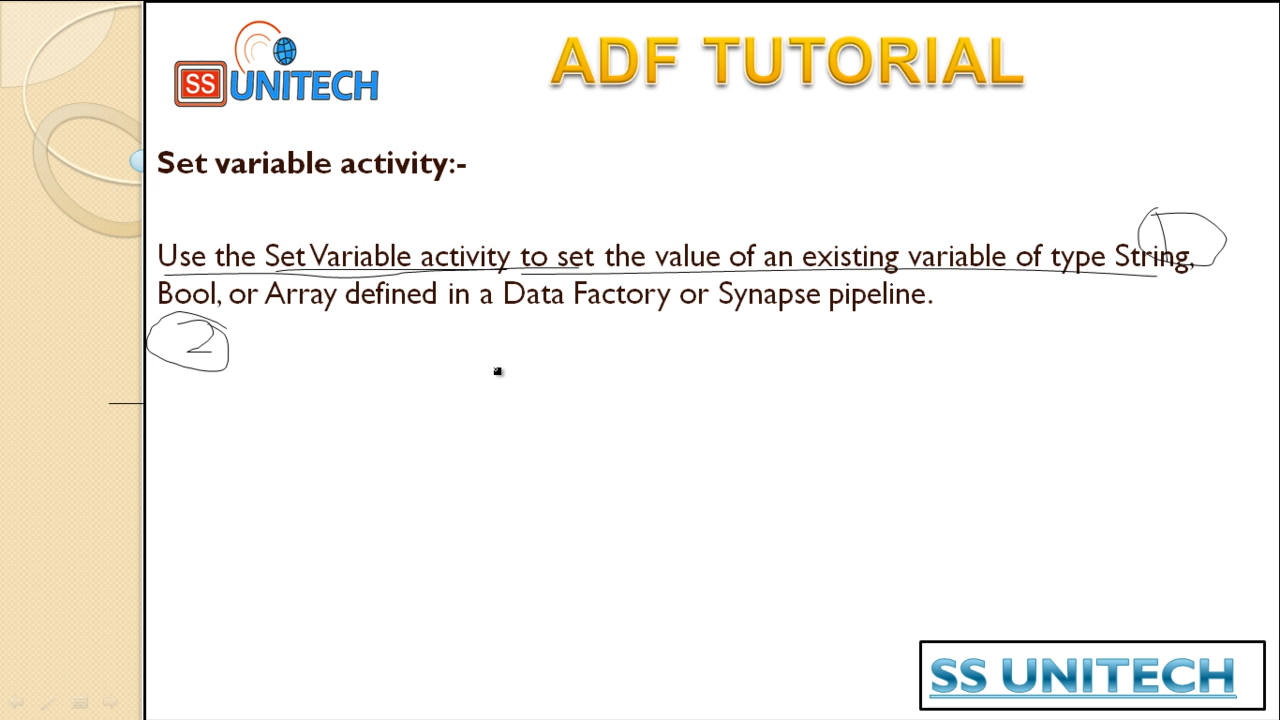 SS UNITECH
ADF TUTORIAL
Set variable activity:-
Use the Set Variable activity to set the value of an existing variable of type String,
Bool, or Array defined in a Data Factory or Synapse pipeline.
2
SS UNITECH